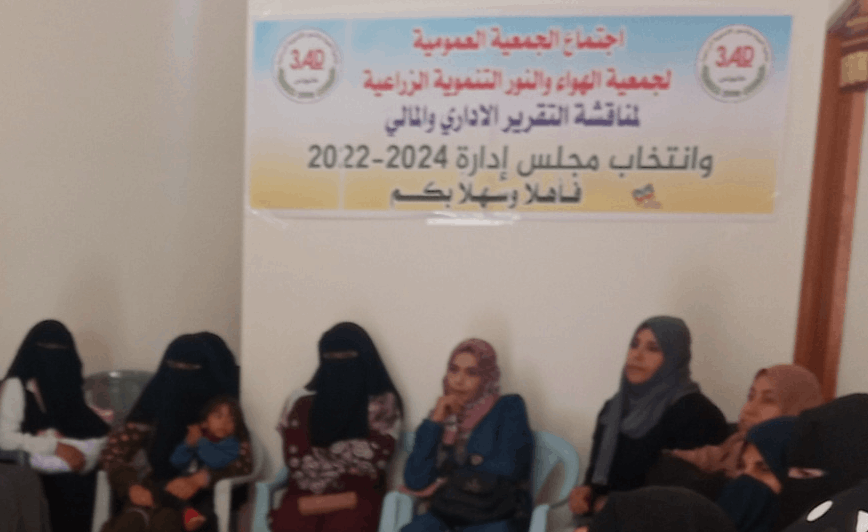 اجتماع الجمعية العمومية
لجمعية الهواء والنور التنموية الزراعية
لمناقشة التقرير الاداري والمالي
وانتخاب مجلس إدارة 2024-2022
فأهلا وسهلا بكم